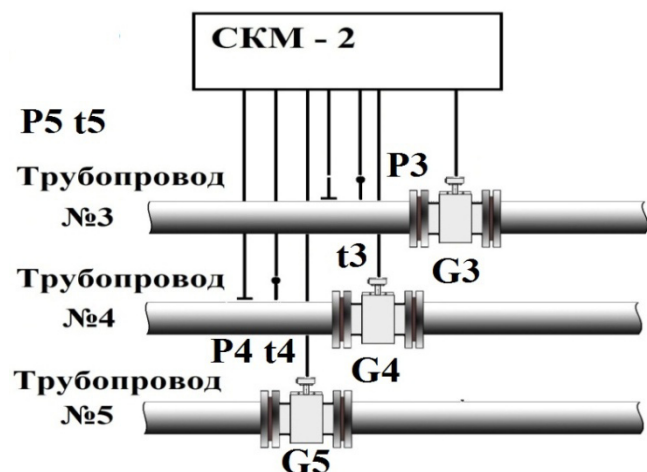 СКМ - 2
P5 t5
Трубопровод
P3
№3
t3
G3
Трубопровод
№4
P4 t4
G4
Трубопровод
№5
G5